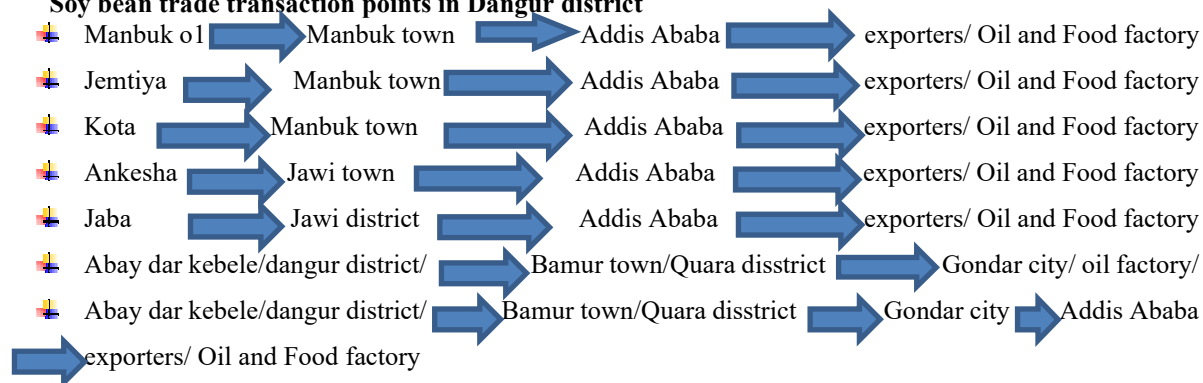 Soy bean trade transaction points in Dangur district
Manbuk o1 Manbuk town Addis Ababa exporters/ Oil and Food factory
Jemtiya Manbuk town Addis Ababa exporters/ Oil and Food factory
Kota Manbuk town Addis Ababa exporters/ Oil and Food factory
Ankesha Jawi town Addis Ababa exporters/ Oil and Food factory
Jaba Jawi district Addis Ababa exporters/ Oil and Food factory
Abay dar kebele/dangur district/ Bamur town/Quara disstrict Gondar city/ oil factory/
Abay dar kebele/dangur district/ Bamur town/Quara disstrict Gondar city Addis Ababa
exporters/ Oil and Food factory